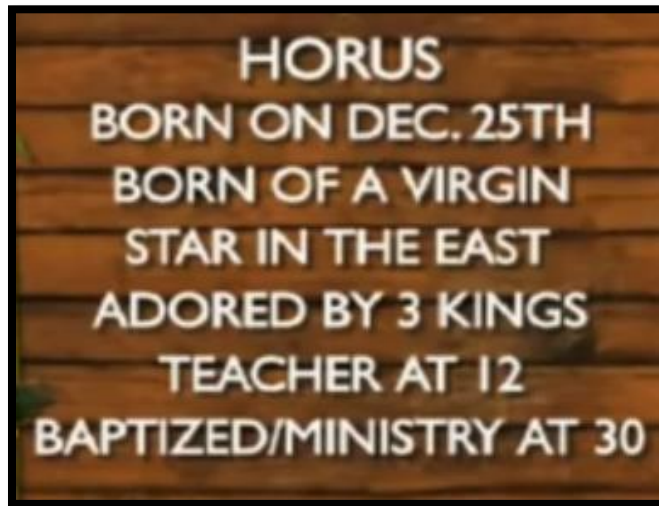 HORUS
BORN ON DEC. 25TH
BORN OF A VIRGIN
STAR IN THE EAST
ADORED BY 3 KINGS
TEACHER AT 12
BAPTIZED/MINISTRY AT 30